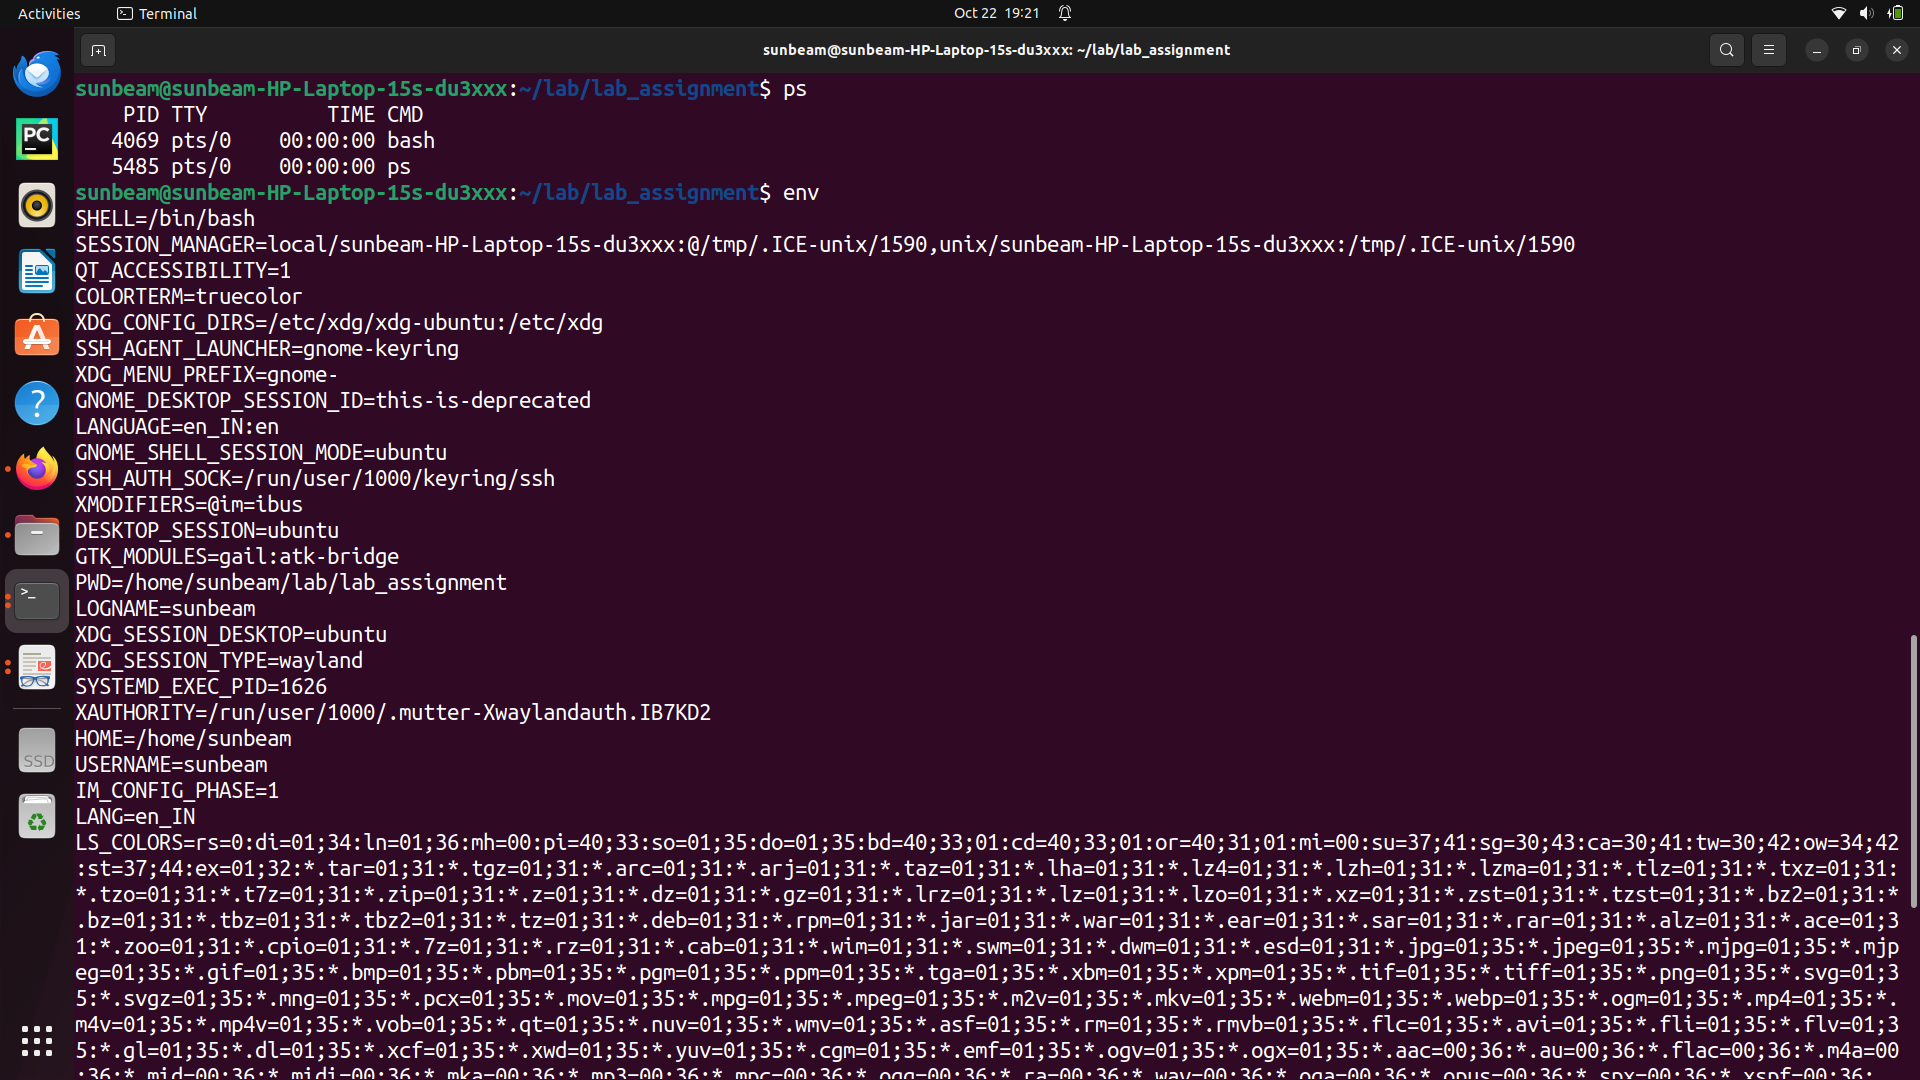 Activities
Terminal
Oct 22 19:21
sunbeam@sunbeam-HP-Laptop-15s-du3xxx: ~/lab/lab_assignment
PC
SSD
sunbeam@sunbeam-HP-Laptop-15s-du3xxx:~/lab/lab_assignment$ ps
PID TTY TIME CMD
4069 pts/0 00:00:00 bash
5485 pts/0 00:00:00 ps
sunbeam@sunbeam-HP-Laptop-15s-du3xxx:~/lab/lab_assignment$ env
SHELL=/bin/bash
SESSION_MANAGER=local/sunbeam-HP-Laptop-15s-du3xxx:@/tmp/.ICE-unix/1590,unix/sunbeam-HP-Laptop-15s-du3xxx:/tmp/.ICE-unix/1590
QT_ACCESSIBILITY=1
COLORTERM=truecolor
XDG_CONFIG_DIRS=/etc/xdg/xdg-ubuntu:/etc/xdg
SSH_AGENT_LAUNCHER=gnome-keyring
XDG_MENU_PREFIX=gnome-
GNOME_DESKTOP_SESSION_ID=this-is-deprecated
LANGUAGE=en_IN:en
GNOME_SHELL_SESSION_MODE=ubuntu
SSH_AUTH_SOCK=/run/user/1000/keyring/ssh
XMODIFIERS=@im=ibus
DESKTOP_SESSION=ubuntu
GTK_MODULES=gail:atk-bridge
PWD=/home/sunbeam/lab/lab_assignment
LOGNAME=sunbeam
XDG_SESSION_DESKTOP=ubuntu
XDG_SESSION_TYPE=wayland
SYSTEMD_EXEC_PID=1626
XAUTHORITY=/run/user/1000/.mutter-Xwaylandauth.IB7KD2
HOME=/home/sunbeam
USERNAME=sunbeam
IM_CONFIG_PHASE=1
LANG=en_IN
LS_COLORS=rs=0:di=01;34:ln=01;36:mh=00:pi=40;33:so=01;35:do=01;35:bd=40;33;01:cd=40;33;01:or=40;31;01:mi=00:su=37;41:sg=30;43:ca=30;41:tw=30;42:ow=34;42
:st=37;44:ex=01;32:*.tar=01;31:*.tgz=01;31:*.arc=01;31:*.arj=01;31:*.taz=01;31:*.lha=01;31:*.lz4=01;31:*.lzh=01;31:*.lzma=01;31:*.tlz=01;31:*.txz=01;31:
*.tzo=01;31:*.t7z=01;31:*.zip=01;31:*.z=01;31:*.dz=01;31:*.gz=01;31:*.lrz=01;31:*.lz=01;31:*.lzo=01;31:*.xz=01;31:*.zst=01;31:*.tzst=01;31:*.bz2=01;31:*
.bz=01;31:*.tbz=01;31:*.tbz2=01;31:*.tz=01;31:*.deb=01;31:*.rpm=01;31:*.jar=01;31:*.war=01;31:*.ear=01;31:*.sar=01;31:*.rar=01;31:*.alz=01;31:*.ace=01;3
1:*.zoo=01;31:*.cpio=01;31:*.7z=01;31:*.rz=01;31:*.cab=01;31:*.wim=01;31:*.swm=01;31:*.dwm=01;31:*.esd=01;31:*.jpg=01;35:*.jpeg=01;35:*.mjpg=01;35:*.mjp
eg=01;35:*.gif=01;35:*.bmp=01;35:*.pbm=01;35:*.pgm=01;35:*.ppm=01;35:*.tga=01;35:*.xbm=01;35:*.xpm=01;35:*.tif=01;35:*.tiff=01;35:*.png=01;35:*.svg=01;3
5:*.svgz=01;35:*.mng=01;35:*.pcx=01;35:*.mov=01;35:*.mpg=01;35:*.mpeg=01;35:*.m2v=01;35:*.mkv=01;35:*.webm=01;35:*.webp=01;35:*.ogm=01;35:*.mp4=01;35:*.
m4v=01;35:*.mp4v=01;35:*.vob=01;35:*.qt=01;35:*.nuv=01;35:*.wmv=01;35:*.asf=01;35:*.rm=01;35:*.rmvb=01;35:*.flc=01;35:*.avi=01;35:*.fli=01;35:*.flv=01;3
5:*.gl=01;35:*.dl=01;35:*.xcf=01;35:*.xwd=01;35:*.yuv=01;35:*.cgm=01;35:*.emf=01;35:*.ogv=01;35:*.ogx=01;35:*.aac=00;36:*.au=00;36:*.flac=00;36:*.m4a=00
;36:*.mid=00;36:*.midi=00;36:*.mka=00;36:*.mp3=00;36:*.mpc=00;36:*.ogg=00;36:*.ra=00;36:*.wav=00;36:*.oga=00;36:*.opus=00;36:*.spx=00;36:*.xspf=00;36: